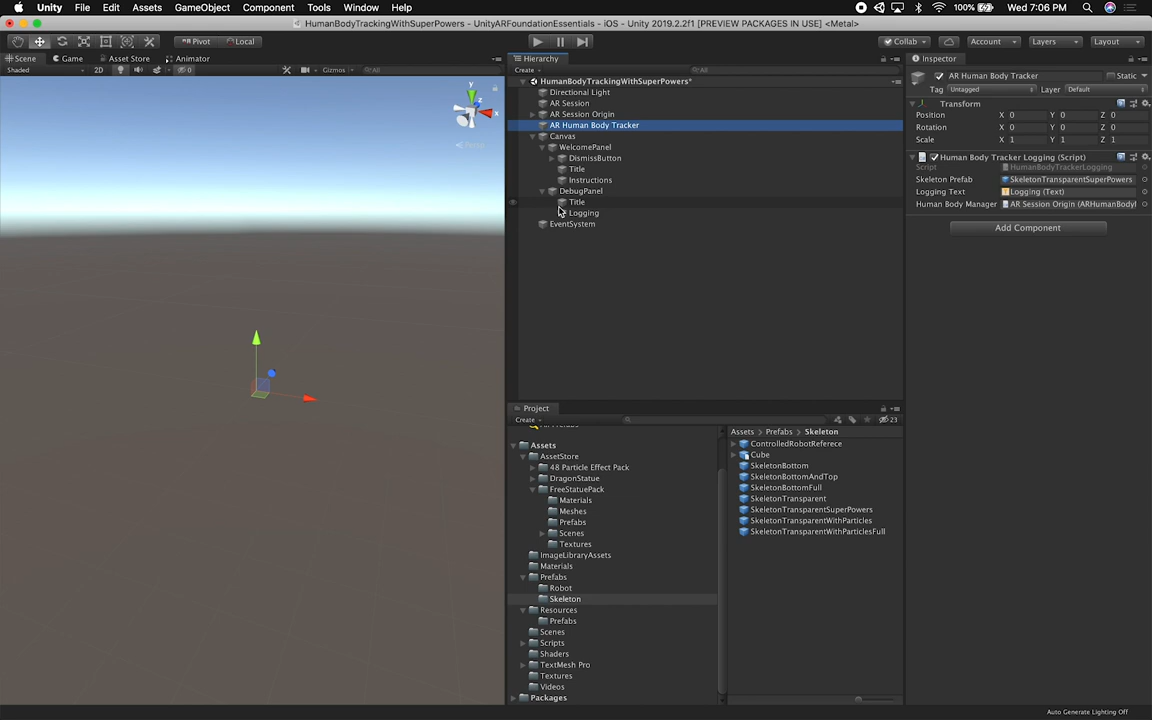 Unity File Edit Assets GameObject Component Tools Window Help 100% Wed 7:06 PM
HumanBodyTrackingWithSuperPowers - UnityARFoundationEssentials - iOS - Unity 2019.2.2f1 [PREVIEW PACKAGES IN USE] <Metal>
Pivot Local Collab Account Layers Layout
Scene Game Asset Store Animator
Shaded 2D 0 Gizmos All
y
x
z
Persp
Hierarchy
Create All
HumanBodyTrackingWithSuperPowers*
Directional Light
AR Session
AR Session Origin
AR Human Body Tracker
Canvas
WelcomePanel
DismissButton
Title
Instructions
DebugPanel
Title
Logging
EventSystem
Project
Create 23
Assets
AssetStore
48 Particle Effect Pack
DragonStatue
FreeStatuePack
Materials
Meshes
Prefabs
Scenes
Textures
ImageLibraryAssets
Materials
Prefabs
Robot
Skeleton
Resources
Prefabs
Scenes
Scripts
Shaders
TextMesh Pro
Textures
Videos
Packages
Assets > Prefabs > Skeleton
ControlledRobotReferece
Cube
SkeletonBottom
SkeletonBottomAndTop
SkeletonBottomFull
SkeletonTransparent
SkeletonTransparentSuperPowers
SkeletonTransparentWithParticles
SkeletonTransparentWithParticlesFull
Inspector
AR Human Body Tracker Static
Tag Untagged Layer Default
Transform
Position X 0 Y 0 Z 0
Rotation X 0 Y 0 Z 0
Scale X 1 Y 1 Z 1
Human Body Tracker Logging (Script)
Script HumanBodyTrackerLogging
Skeleton Prefab SkeletonTransparentSuperPowers
Logging Text Logging (Text)
Human Body Manager AR Session Origin (ARHumanBodyM
Add Component
Auto Generate Lighting Off